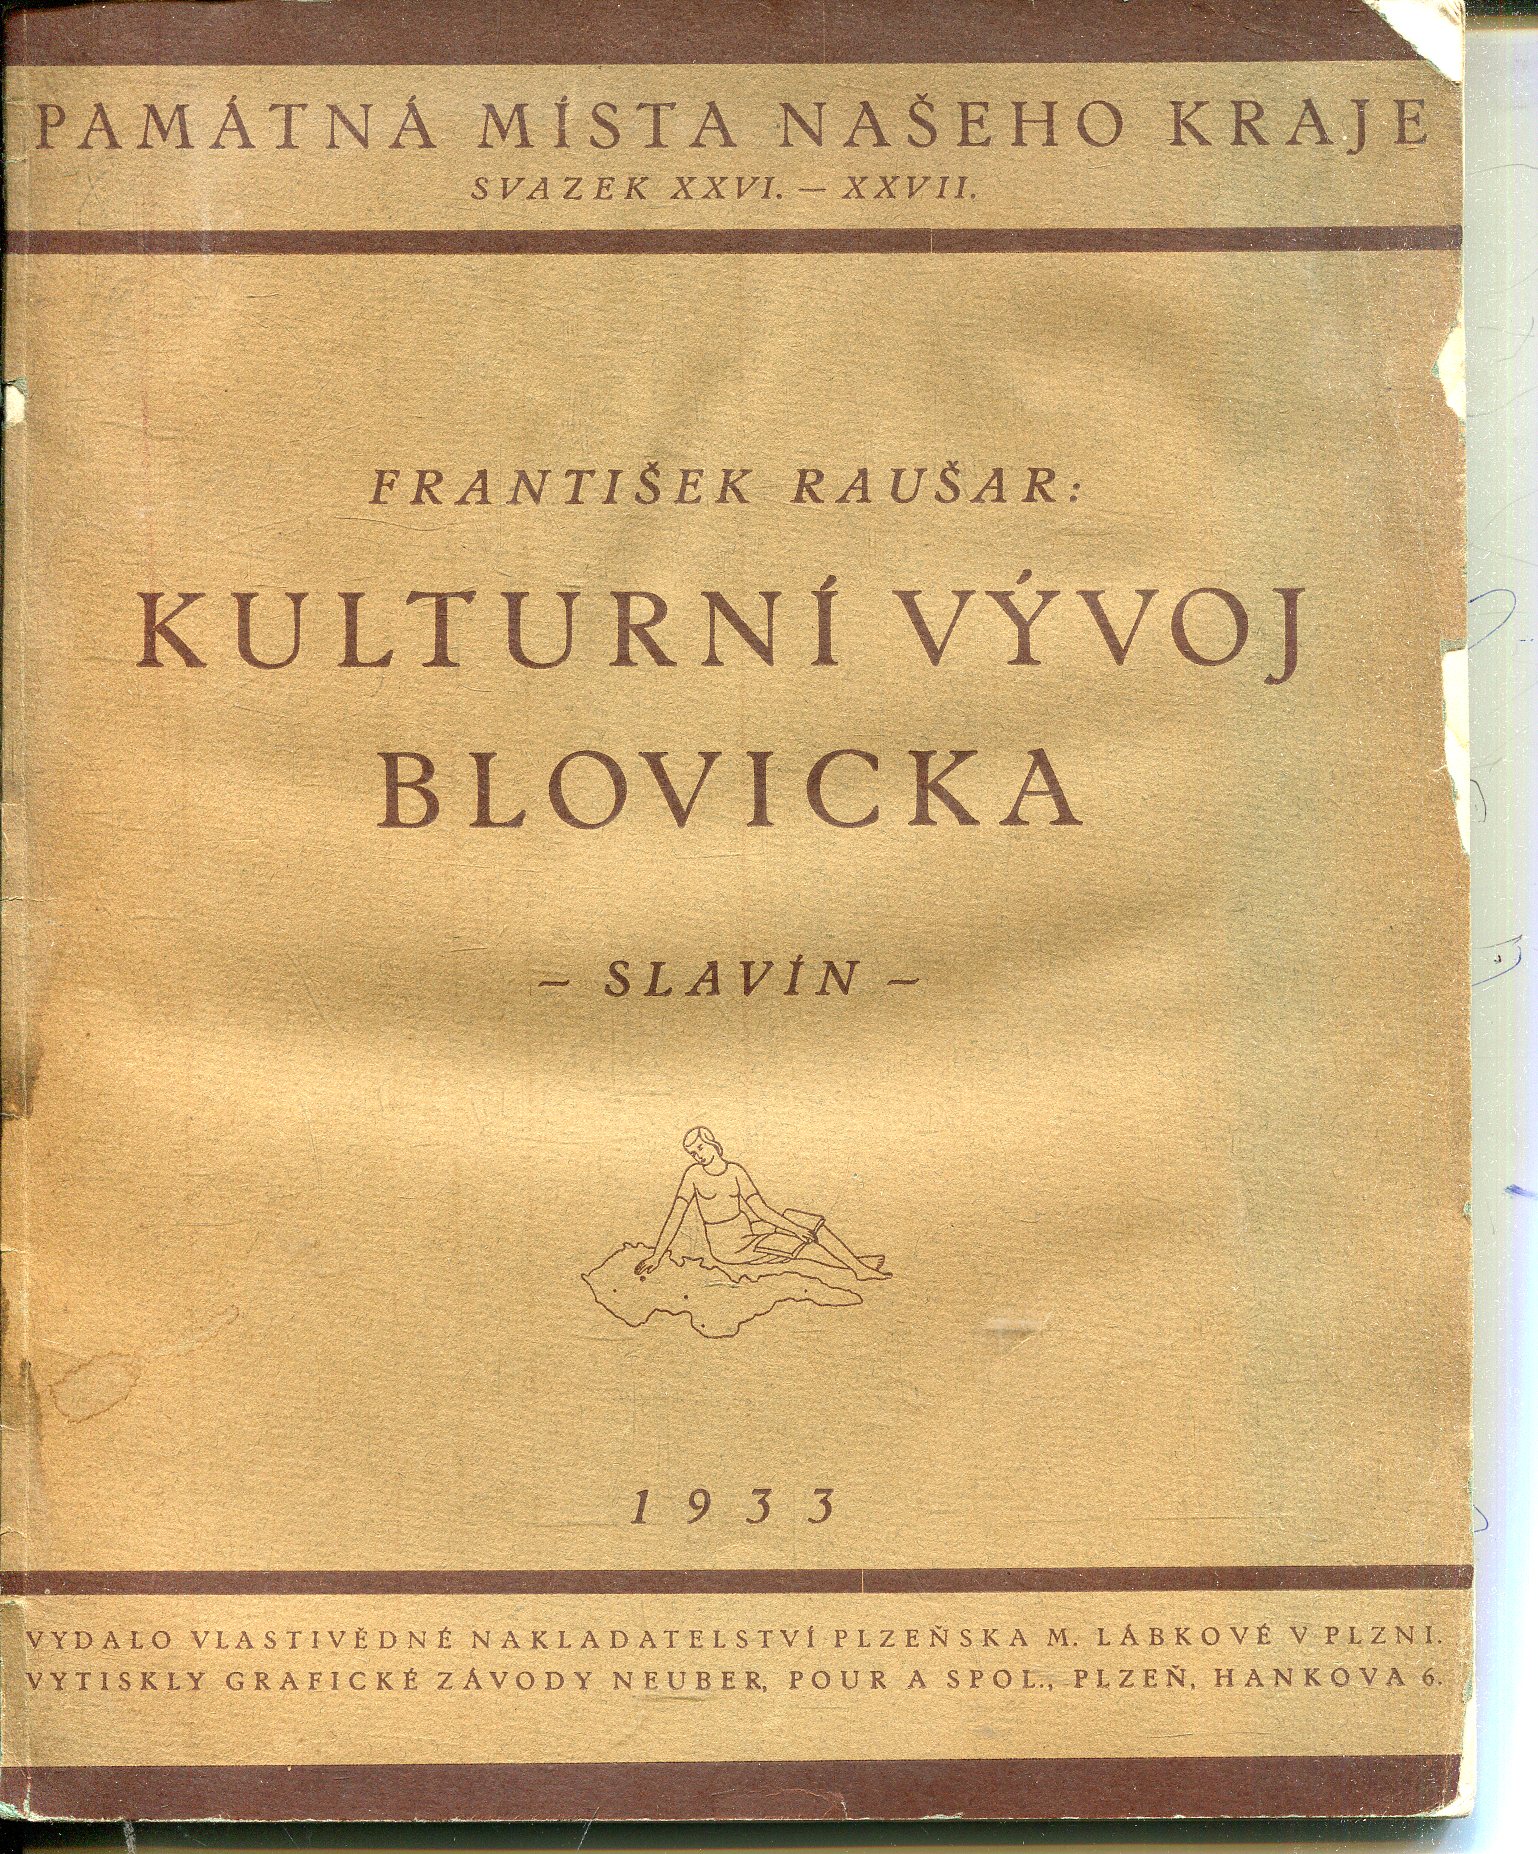 PAMÁTNÁ MÍSTA NAŠEHO KRAJE
SVAZEK XXVI. – XXVII.
FRANTIŠEK RAUŠAR:
KULTURNÍ VÝVOJ
BLOVICKA
– SLAVÍN –
1933
VYDALO VLASTIVĚDNÉ NAKLADATELSTVÍ PLZEŇSKA M. LÁBKOVÉ V PLZNI.
VYTISKLY GRAFICKÉ ZÁVODY NEUBER, POUR A SPOL., PLZEŇ, HANKOVA 6.